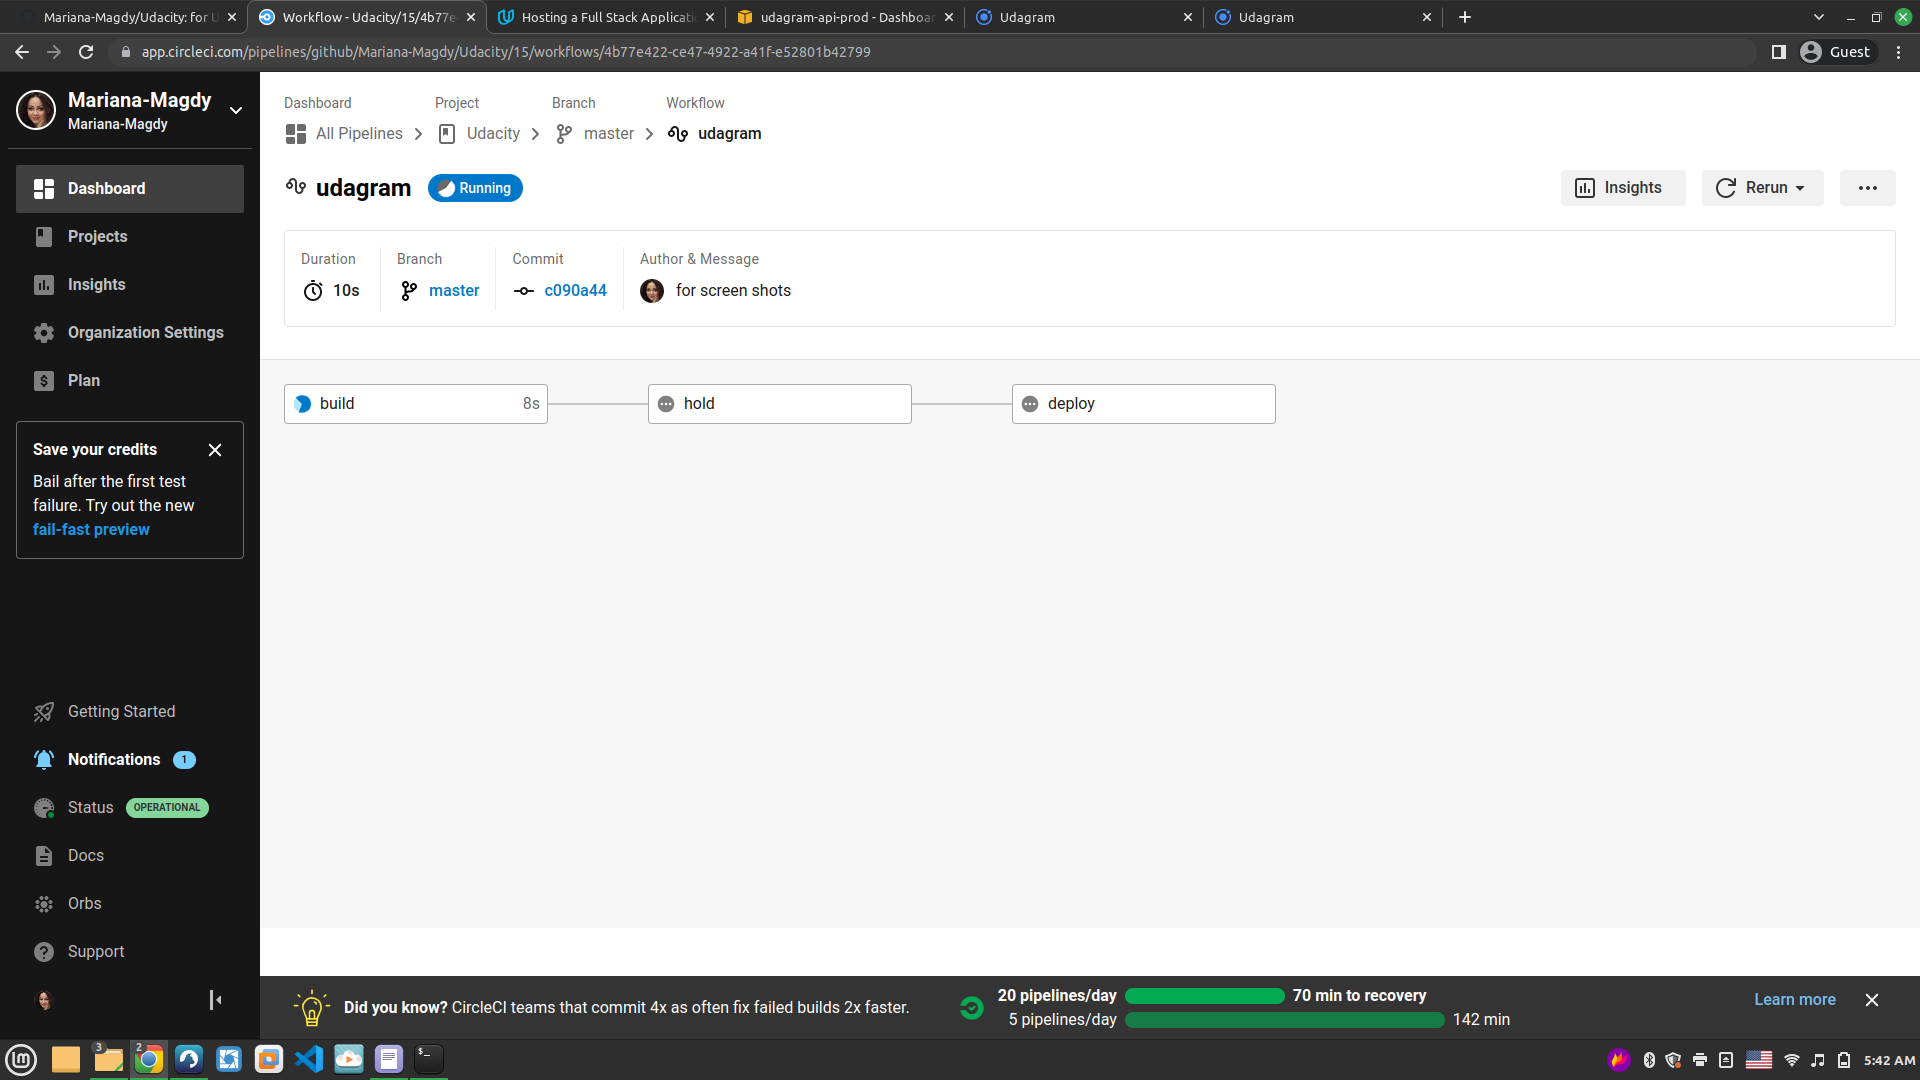 Mariana-Magdy/Udacity: for U
Workflow - Udacity/15/4b77e
Hosting a Full Stack Applicati
udagram-api-prod - Dashboar
Udagram
Udagram
app.circleci.com/pipelines/github/Mariana-Magdy/Udacity/15/workflows/4b77e422-ce47-4922-a41f-e52801b42799
Guest
Mariana-Magdy
Mariana-Magdy
Dashboard
Projects
Insights
Organization Settings
Plan
Save your credits
Bail after the first test
failure. Try out the new
fail-fast preview
Getting Started
Notifications 1
Status OPERATIONAL
Docs
Orbs
Support
Dashboard Project Branch Workflow
All Pipelines Udacity master udagram
udagram Running
Insights Rerun
Duration Branch Commit Author & Message
10s master c090a44 for screen shots
build 8s hold deploy
Did you know? CircleCI teams that commit 4x as often fix failed builds 2x faster.
20 pipelines/day 70 min to recovery
5 pipelines/day 142 min
Learn more
3
2
$_
5:42 AM